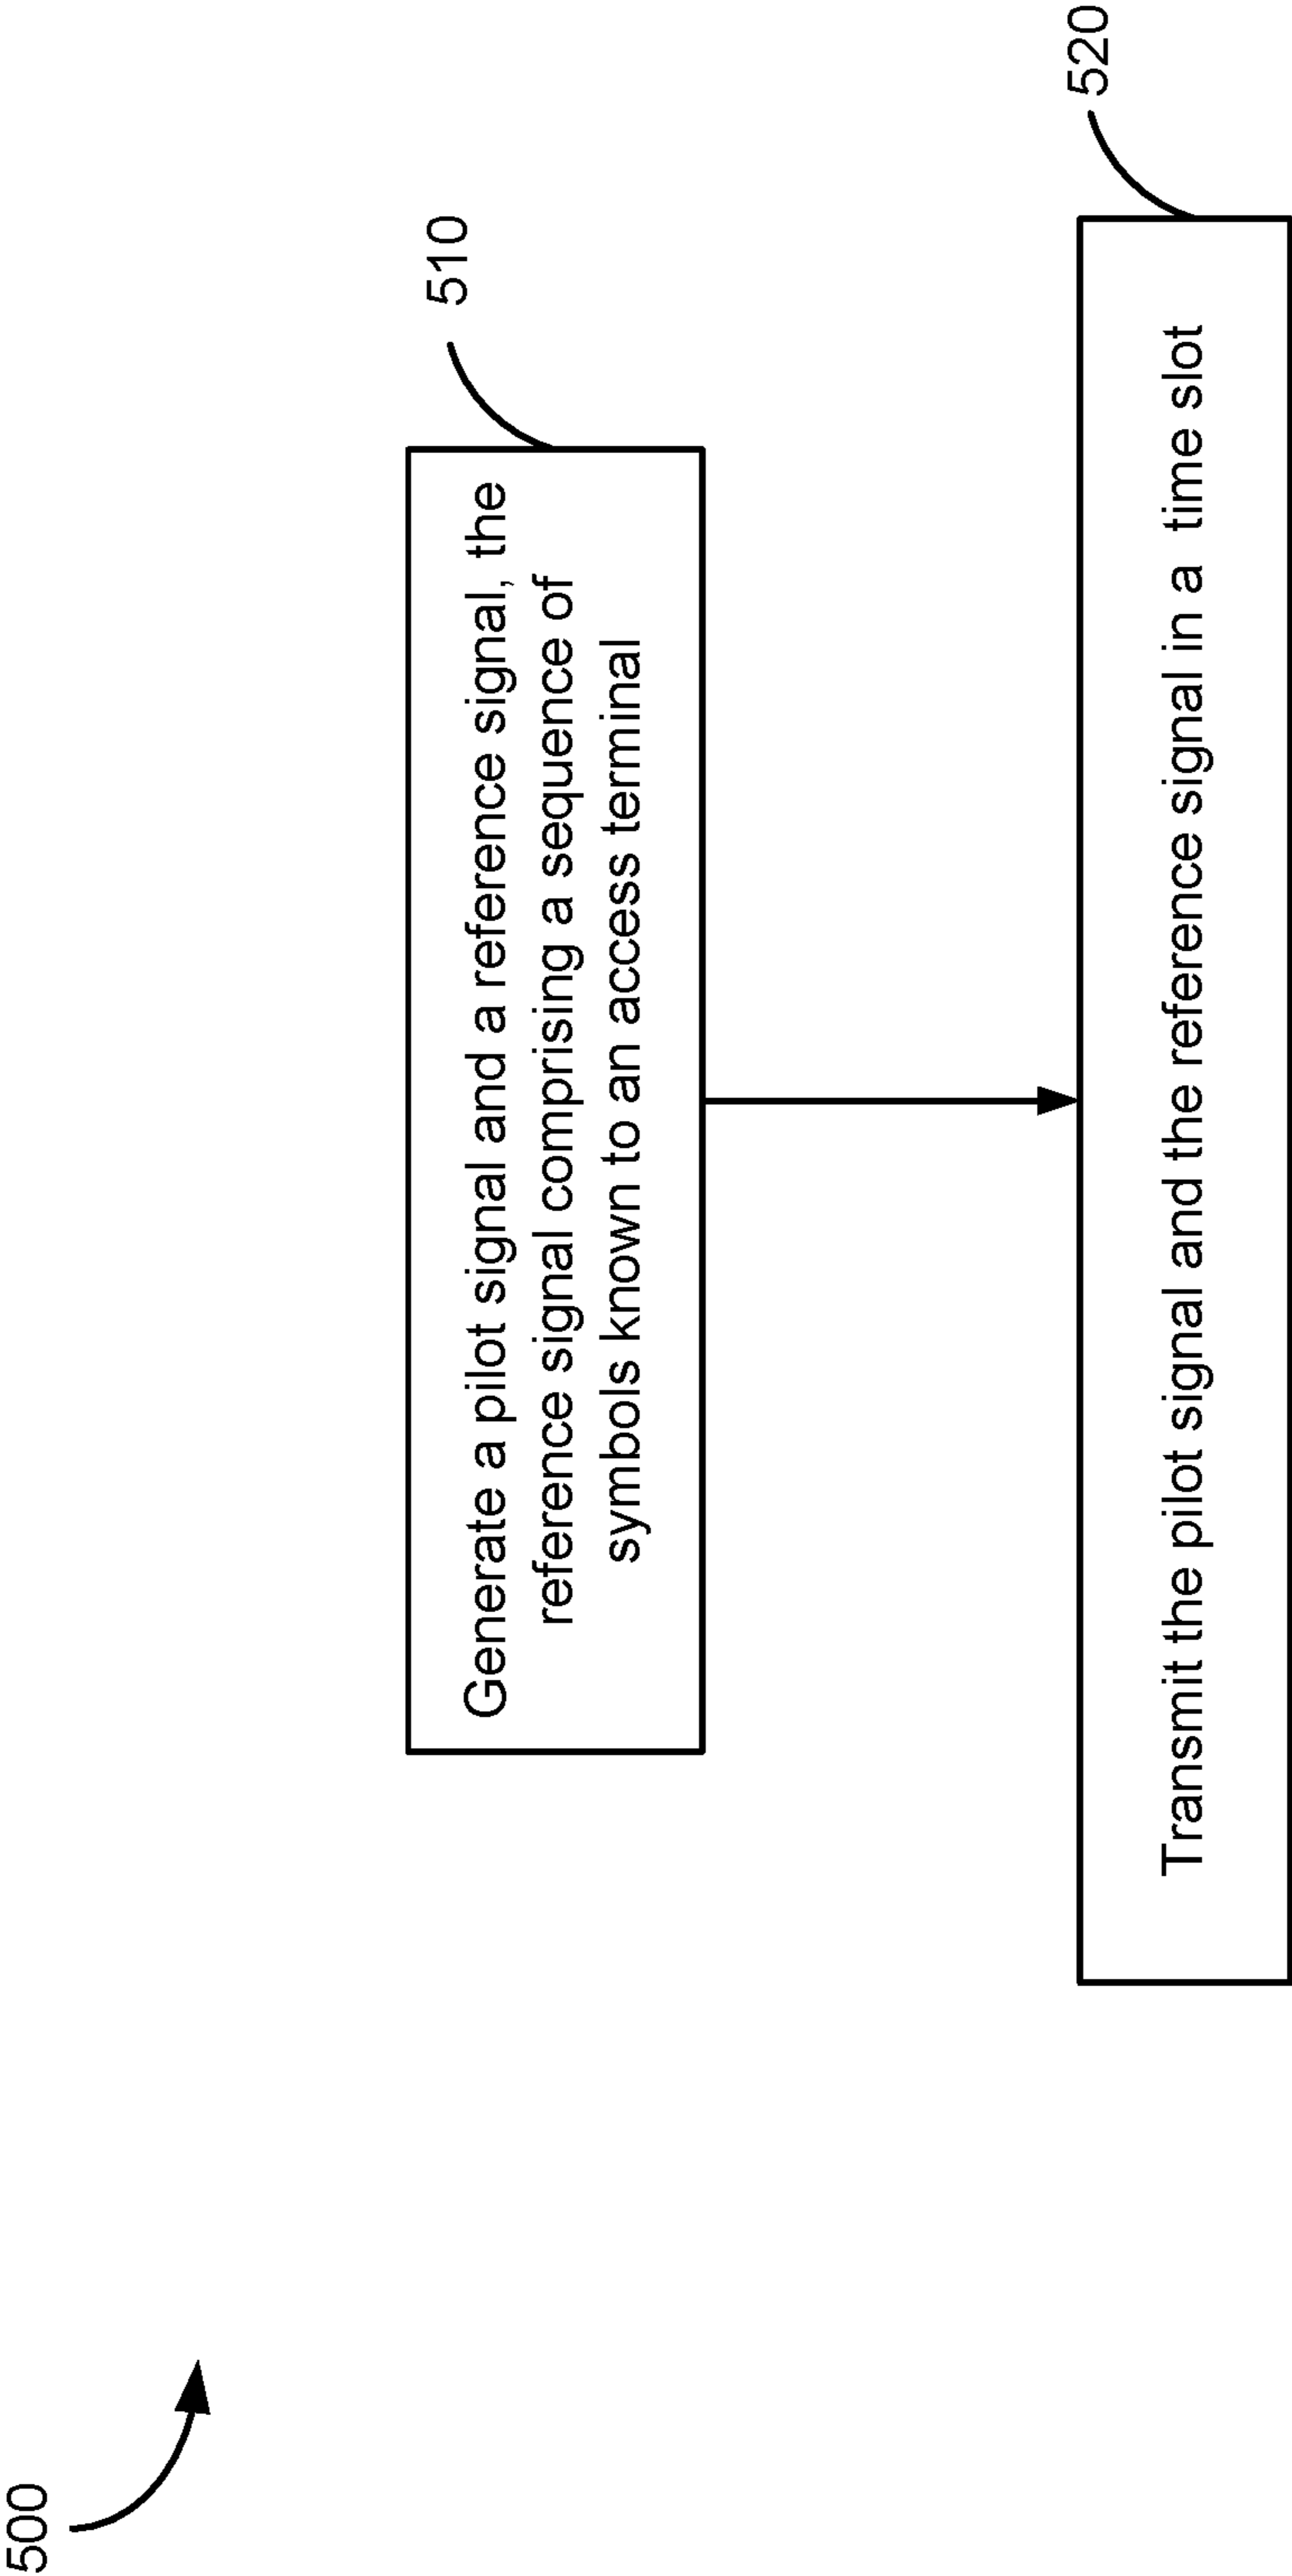 500
510
Generate a pilot signal and a reference signal, the
reference signal comprising a sequence of
symbols known to an access terminal
520
Transmit the pilot signal and the reference signal in a time slot